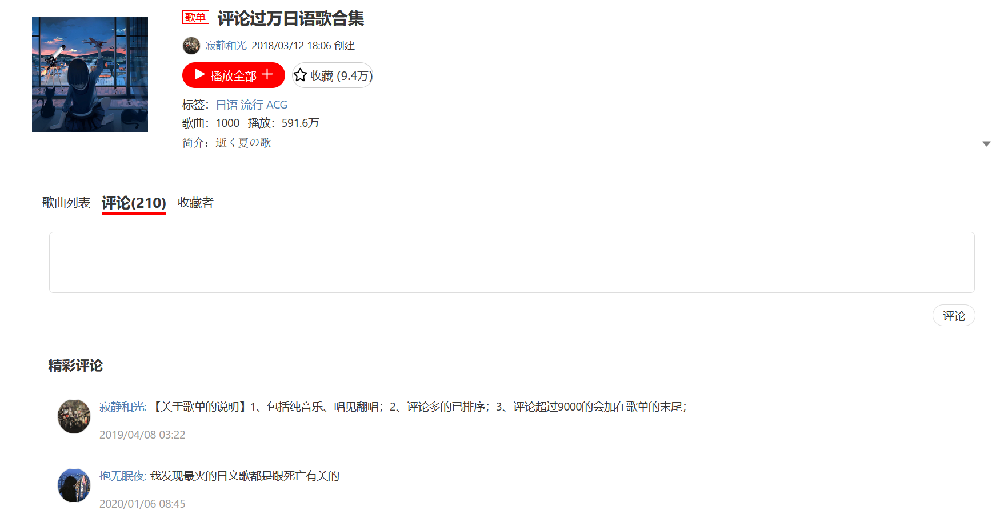 歌单 评论过万日语歌合集
寂静和光 2018/03/12 18:06 创建
播放全部 收藏 (9.4万)
标签：日语 流行 ACG
歌曲：1000 播放：591.6万
简介：逝く夏の歌
歌曲列表 评论(210) 收藏者
评论
精彩评论
寂静和光: 【关于歌单的说明】1、包括纯音乐、唱见翻唱；2、评论多的已排序；3、评论超过9000的会加在歌单的末尾；
2019/04/08 03:22
抱无眠夜: 我发现最火的日文歌都是跟死亡有关的
2020/01/06 08:45